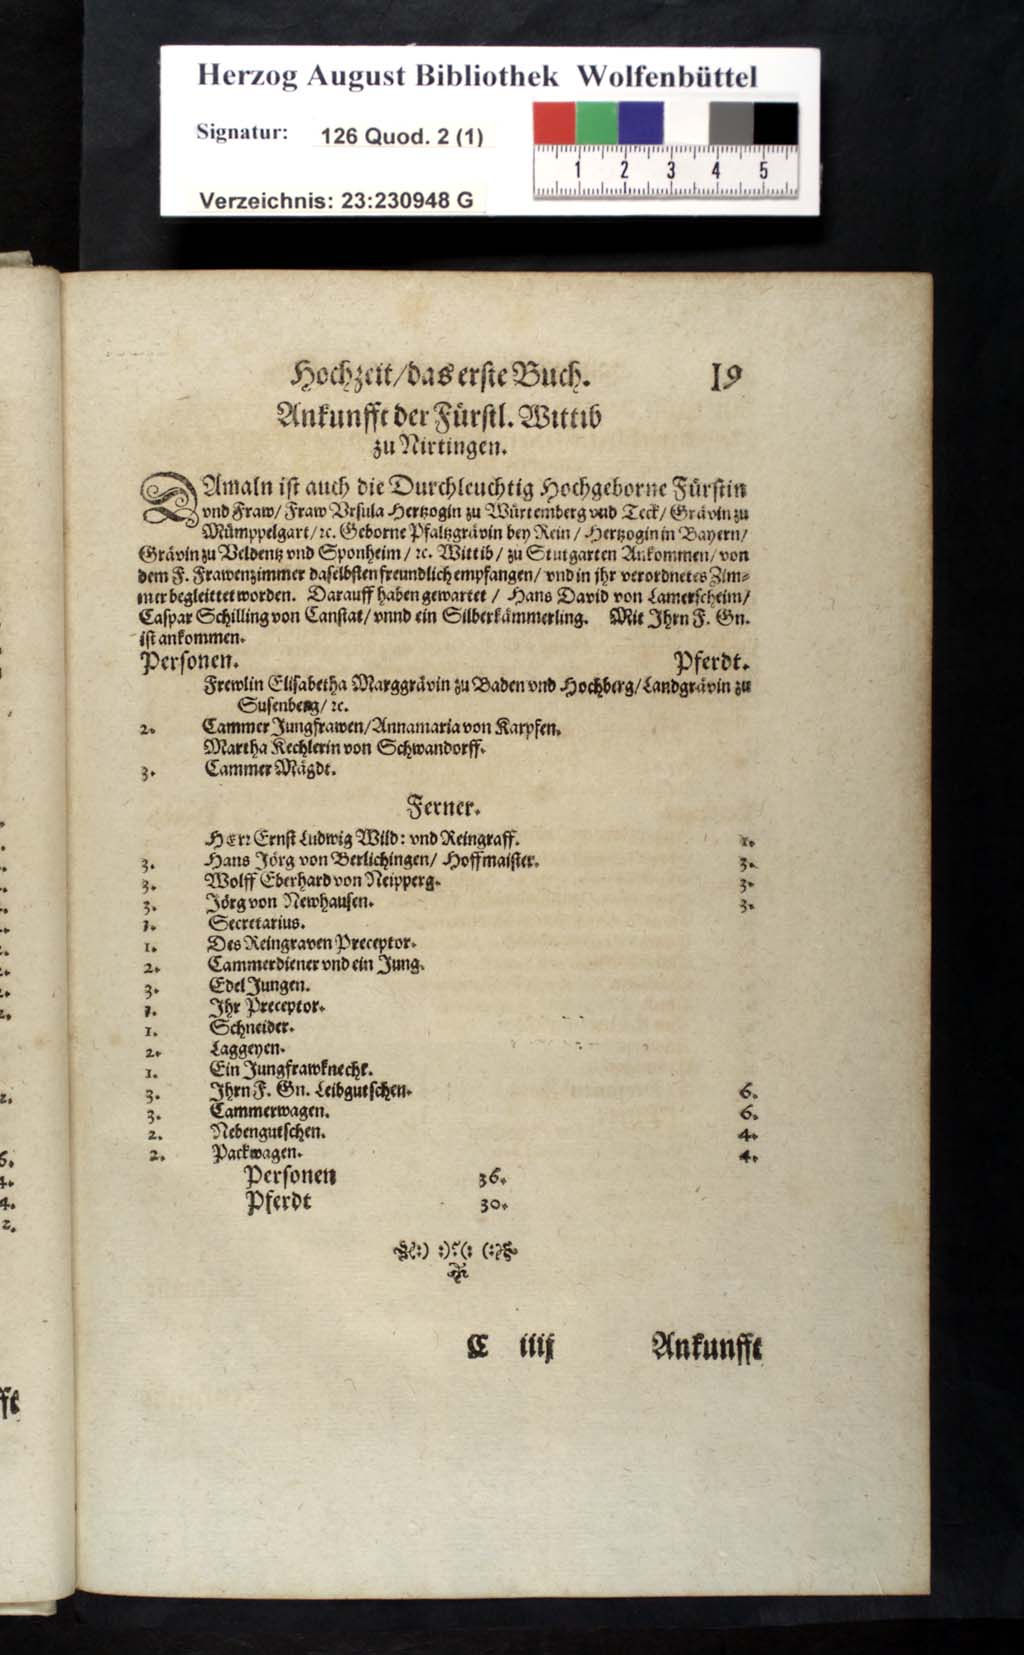 Herzog August Bibliothek Wolfenbüttel
Signatur: 126 Quod. 2 (1)
1 2 3 4 5
Verzeichnis: 23:230948 G
Hochzeit/das erste Buch. 19
Ankunfft der Fürstl. Wittib
zu Nirtingen.
DAmaln ist auch die Durchleuchtig Hochgeborne Fürstin
vnd Fraw/ Fraw Vrsula Hertzogin zu Würtemberg vnd Teck/ Grävin zu
Mümppelgart/ ꝛc. Geborne Pfaltzgrävin bey Rein/ Hertzogin in Bayern/
Grävin zu Veldentz vnd Sponheim/ ꝛc. Wittib/ zu Stutgarten Ankommen/ von
dem F. Frawenzimmer daselbsten freundlich empfangen/ vnd in jhr verordnetes Zim-
mer begleittet worden. Darauff haben gewartet/ Hans David von Lamerscheim/
Caspar Schilling von Canstat/ vnnd ein Silberkämmerling. Mit Jhrn F. Gn.
ist ankommen.
Personen. Pferdt.
Frewlin Elisabetha Marggrävin zu Baden vnd Hochberg/ Landgrävin zu
Susenberg/ ꝛc.
2. Cammer Jungfrawen/ Annamaria von Karpfen.
Martha Kechlerin von Schwandorff.
3. Cammer Mägdt.
Ferner.
HErr Ernst Ludwig Wild: vnd Reingraff. 1.
3. Hans Jörg von Berlichingen/ Hoffmaister. 3.
3. Wolff Eberhard von Neipperg. 3.
3. Jörg von Newhausen. 3.
1. Secretarius.
1. Des Reingraven Preceptor.
2. Cammerdiener vnd ein Jung.
3. Edel Jungen.
1. Jhr Preceptor.
1. Schneider.
2. Laggeyen.
1. Ein Jungfrawknecht.
3. Jhrn F. Gn. Leibgutschen. 6.
3. Cammerwagen. 6.
2. Nebengutschen. 4.
2. Packwagen. 4.
Personen 36.
Pferdt 30.
C iiij Ankunfft